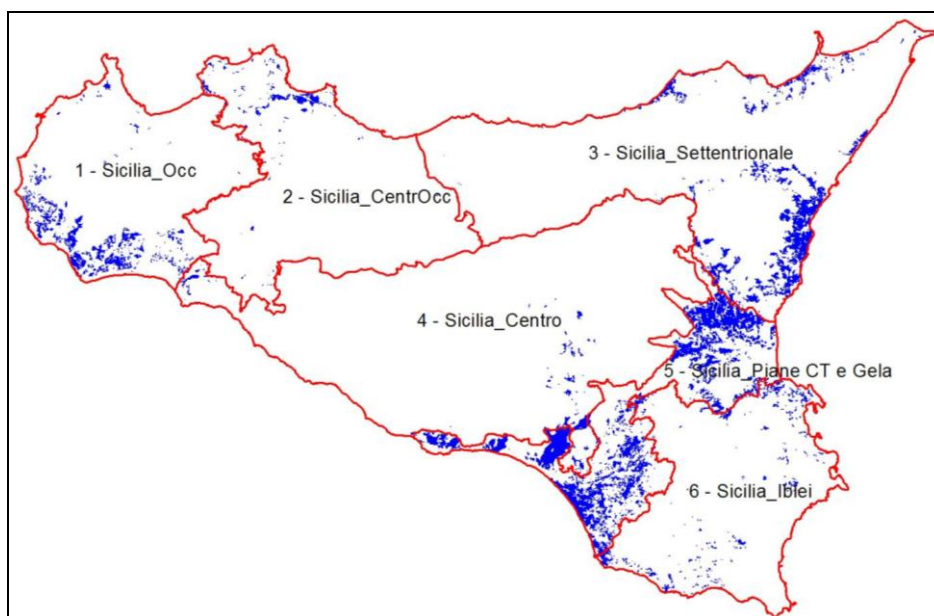 3 - Sicilia_Settentrionale
1 - Sicilia_Occ
2 - Sicilia_CentrOcc
4 - Sicilia_Centro
5 - Sicilia_Piane CT e Gela
6 - Sicilia_Iblei